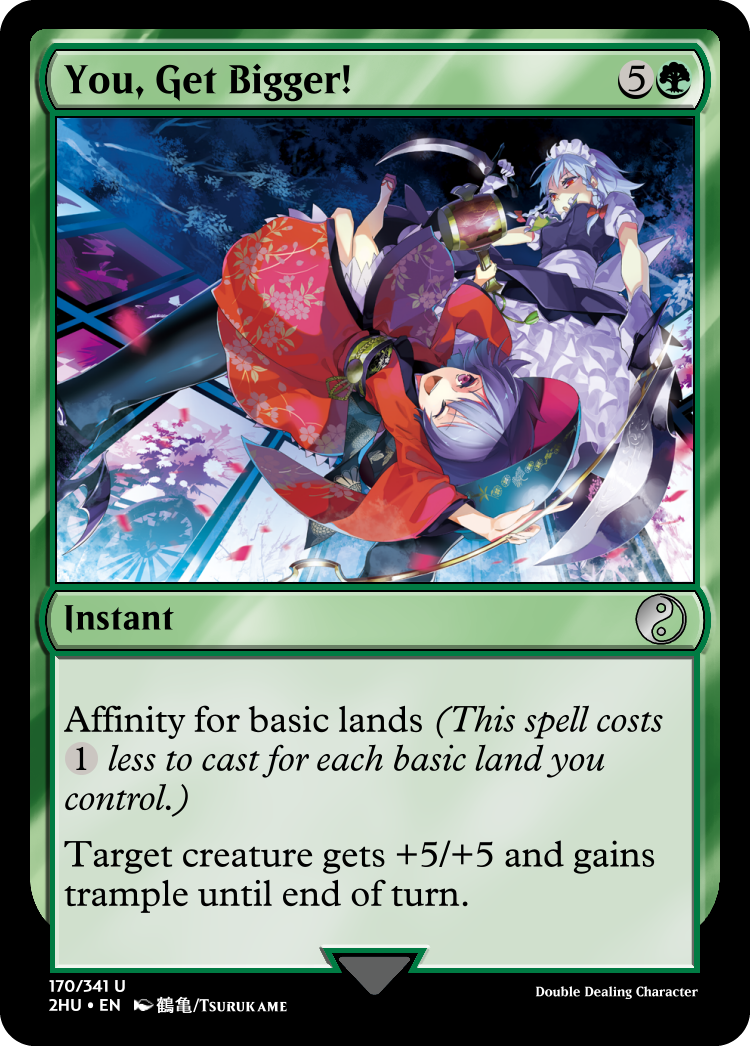 You, Get Bigger! 5
Instant
Affinity for basic lands (This spell costs
1 less to cast for each basic land you
control.)
Target creature gets +5/+5 and gains
trample until end of turn.
170/341 U
2HU • EN 鶴亀/Tsurukame
Double Dealing Character